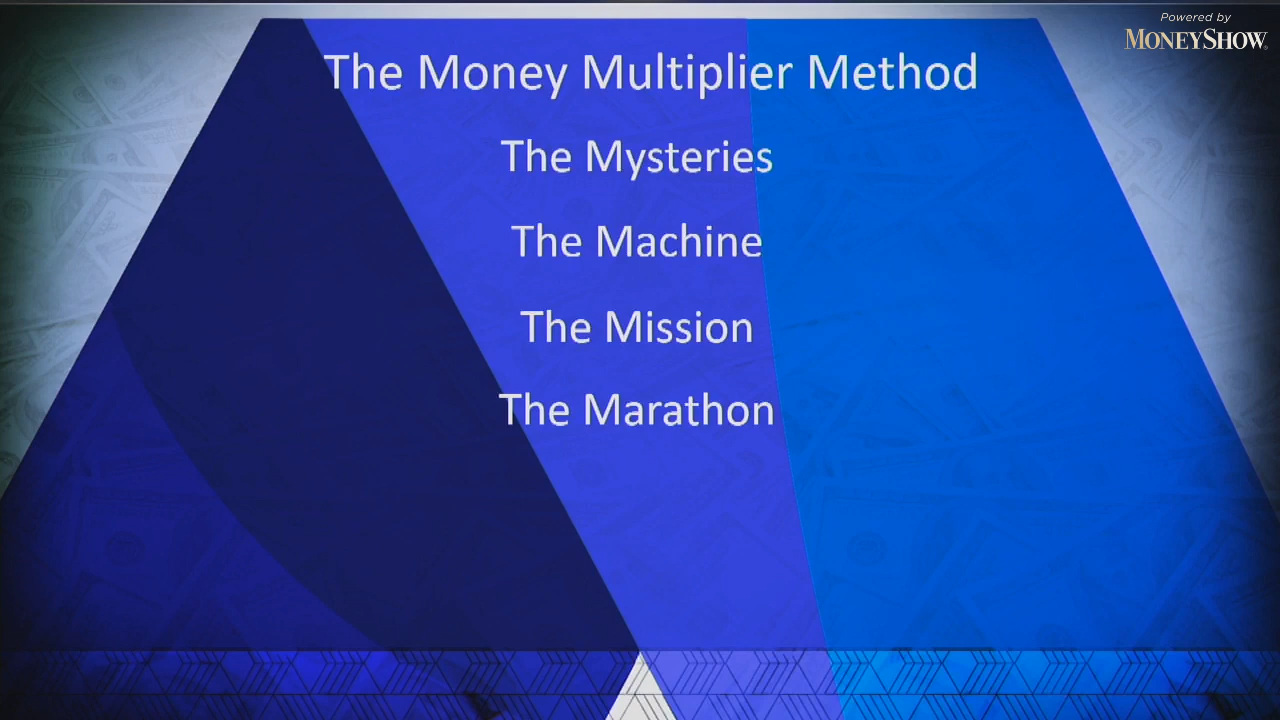 Powered by
MONEYSHOW
The Money Multiplier Method
The Mysteries
The Machine
The Mission
The Marathon